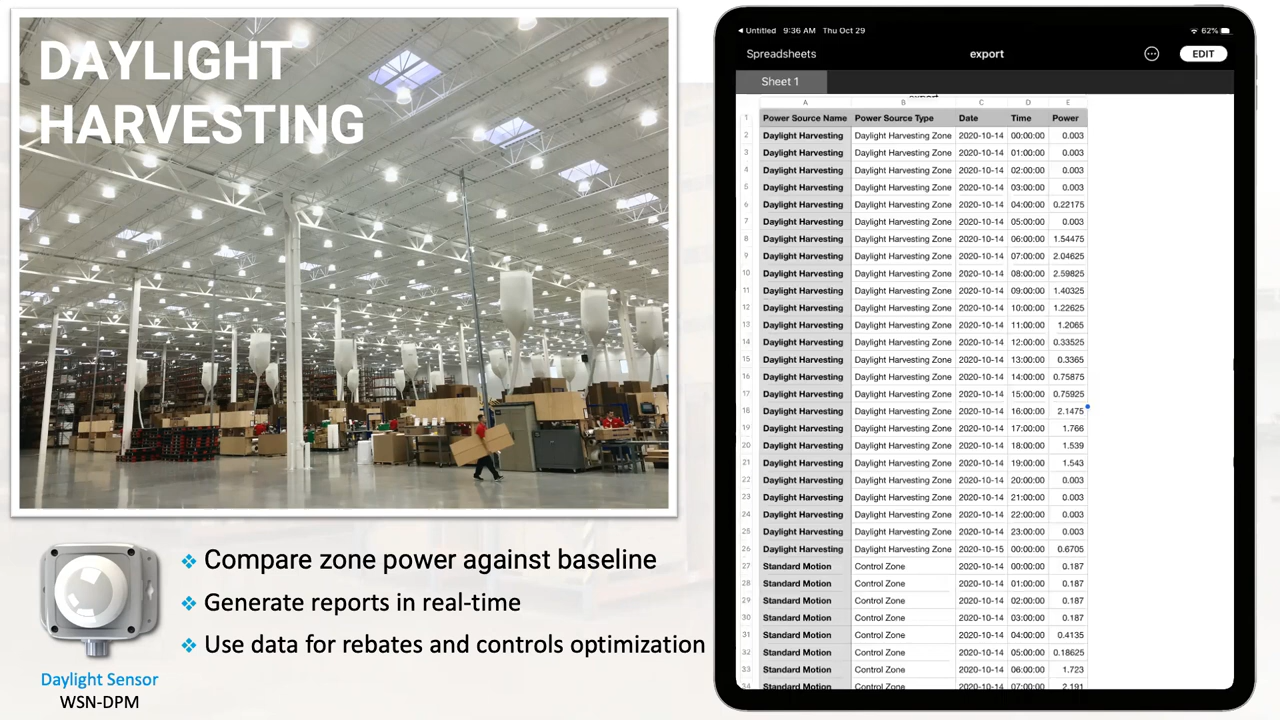 DAYLIGHT
HARVESTING
Compare zone power against baseline
Generate reports in real-time
Use data for rebates and controls optimization
Daylight Sensor
WSN-DPM
Untitled 9:36 AM Thu Oct 29 62%
Spreadsheets export EDIT
Sheet 1
export
A B C D E
1 Power Source Name Power Source Type Date Time Power
2 Daylight Harvesting Daylight Harvesting Zone 2020-10-14 00:00:00 0.003
3 Daylight Harvesting Daylight Harvesting Zone 2020-10-14 01:00:00 0.003
4 Daylight Harvesting Daylight Harvesting Zone 2020-10-14 02:00:00 0.003
5 Daylight Harvesting Daylight Harvesting Zone 2020-10-14 03:00:00 0.003
6 Daylight Harvesting Daylight Harvesting Zone 2020-10-14 04:00:00 0.22175
7 Daylight Harvesting Daylight Harvesting Zone 2020-10-14 05:00:00 0.003
8 Daylight Harvesting Daylight Harvesting Zone 2020-10-14 06:00:00 1.54475
9 Daylight Harvesting Daylight Harvesting Zone 2020-10-14 07:00:00 2.04625
10 Daylight Harvesting Daylight Harvesting Zone 2020-10-14 08:00:00 2.59825
11 Daylight Harvesting Daylight Harvesting Zone 2020-10-14 09:00:00 1.40325
12 Daylight Harvesting Daylight Harvesting Zone 2020-10-14 10:00:00 1.22625
13 Daylight Harvesting Daylight Harvesting Zone 2020-10-14 11:00:00 1.2065
14 Daylight Harvesting Daylight Harvesting Zone 2020-10-14 12:00:00 0.33525
15 Daylight Harvesting Daylight Harvesting Zone 2020-10-14 13:00:00 0.3365
16 Daylight Harvesting Daylight Harvesting Zone 2020-10-14 14:00:00 0.75875
17 Daylight Harvesting Daylight Harvesting Zone 2020-10-14 15:00:00 0.75925
18 Daylight Harvesting Daylight Harvesting Zone 2020-10-14 16:00:00 2.1475
19 Daylight Harvesting Daylight Harvesting Zone 2020-10-14 17:00:00 1.766
20 Daylight Harvesting Daylight Harvesting Zone 2020-10-14 18:00:00 1.539
21 Daylight Harvesting Daylight Harvesting Zone 2020-10-14 19:00:00 1.543
22 Daylight Harvesting Daylight Harvesting Zone 2020-10-14 20:00:00 0.003
23 Daylight Harvesting Daylight Harvesting Zone 2020-10-14 21:00:00 0.003
24 Daylight Harvesting Daylight Harvesting Zone 2020-10-14 22:00:00 0.003
25 Daylight Harvesting Daylight Harvesting Zone 2020-10-14 23:00:00 0.003
26 Daylight Harvesting Daylight Harvesting Zone 2020-10-15 00:00:00 0.6705
27 Standard Motion Control Zone 2020-10-14 00:00:00 0.187
28 Standard Motion Control Zone 2020-10-14 01:00:00 0.187
29 Standard Motion Control Zone 2020-10-14 02:00:00 0.187
30 Standard Motion Control Zone 2020-10-14 03:00:00 0.187
31 Standard Motion Control Zone 2020-10-14 04:00:00 0.4135
32 Standard Motion Control Zone 2020-10-14 05:00:00 0.18625
33 Standard Motion Control Zone 2020-10-14 06:00:00 1.723
34 Standard Motion Control Zone 2020-10-14 07:00:00 2.191